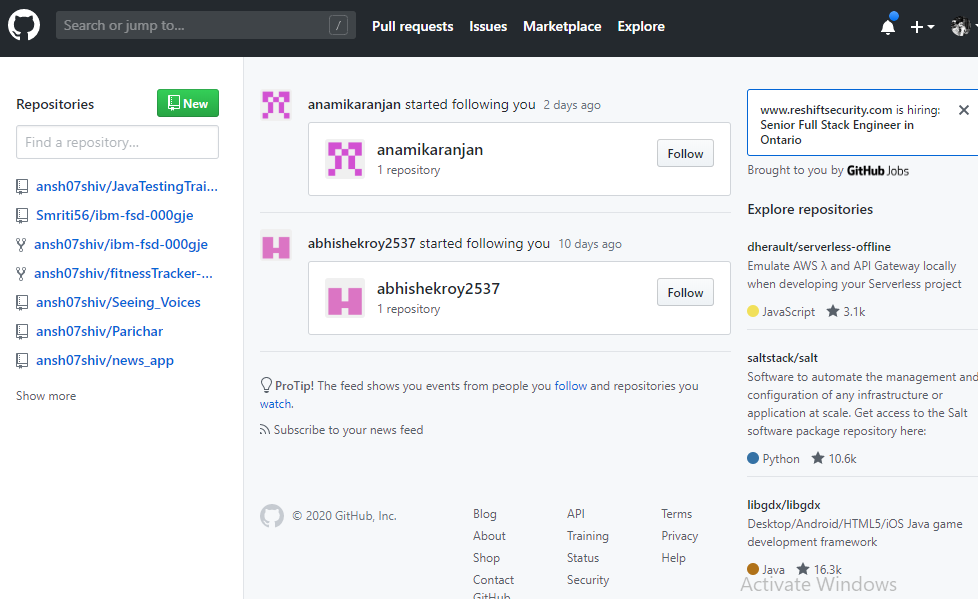 Search or jump to... /
Pull requests Issues Marketplace Explore
Repositories
New
Find a repository...
ansh07shiv/JavaTestingTrai...
Smriti56/ibm-fsd-000gje
ansh07shiv/ibm-fsd-000gje
ansh07shiv/fitnessTracker-...
ansh07shiv/Seeing_Voices
ansh07shiv/Parichar
ansh07shiv/news_app
Show more
anamikaranjan started following you 2 days ago
anamikaranjan
1 repository
Follow
abhishekroy2537 started following you 10 days ago
abhishekroy2537
1 repository
Follow
ProTip! The feed shows you events from people you follow and repositories you
watch.
Subscribe to your news feed
© 2020 GitHub, Inc.
Blog
About
Shop
Contact
GitHub
API
Training
Status
Security
Terms
Privacy
Help
www.reshiftsecurity.com is hiring:
Senior Full Stack Engineer in
Ontario
Brought to you by GitHub Jobs
Explore repositories
dherault/serverless-offline
Emulate AWS λ and API Gateway locally
when developing your Serverless project
JavaScript 3.1k
saltstack/salt
Software to automate the management and
configuration of any infrastructure or
application at scale. Get access to the Salt
software package repository here:
Python 10.6k
libgdx/libgdx
Desktop/Android/HTML5/iOS Java game
development framework
Java 16.3k
Activate Windows